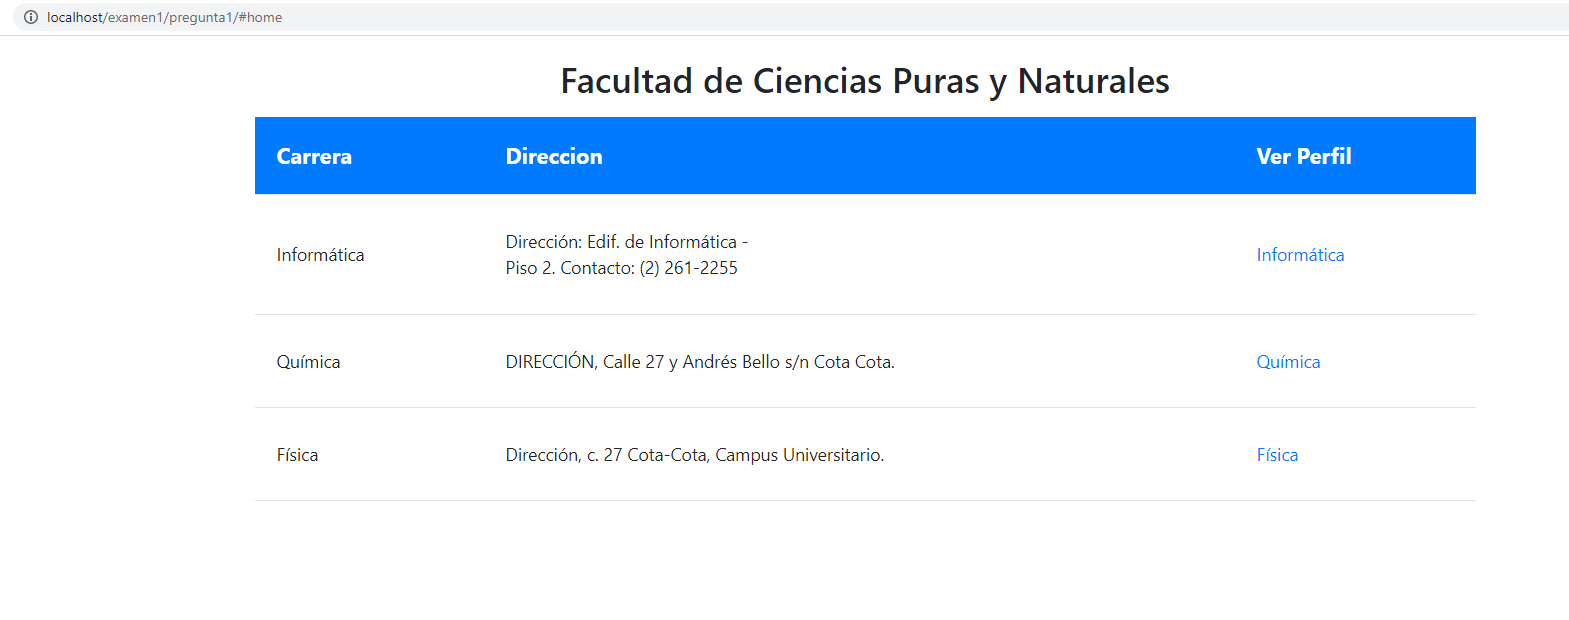 localhost/examen1/pregunta1/#home
Facultad de Ciencias Puras y Naturales
Carrera Direccion Ver Perfil
Informática Dirección: Edif. de Informática - Informática
Piso 2. Contacto: (2) 261-2255
Química DIRECCIÓN, Calle 27 y Andrés Bello s/n Cota Cota. Química
Física Dirección, c. 27 Cota-Cota, Campus Universitario. Física